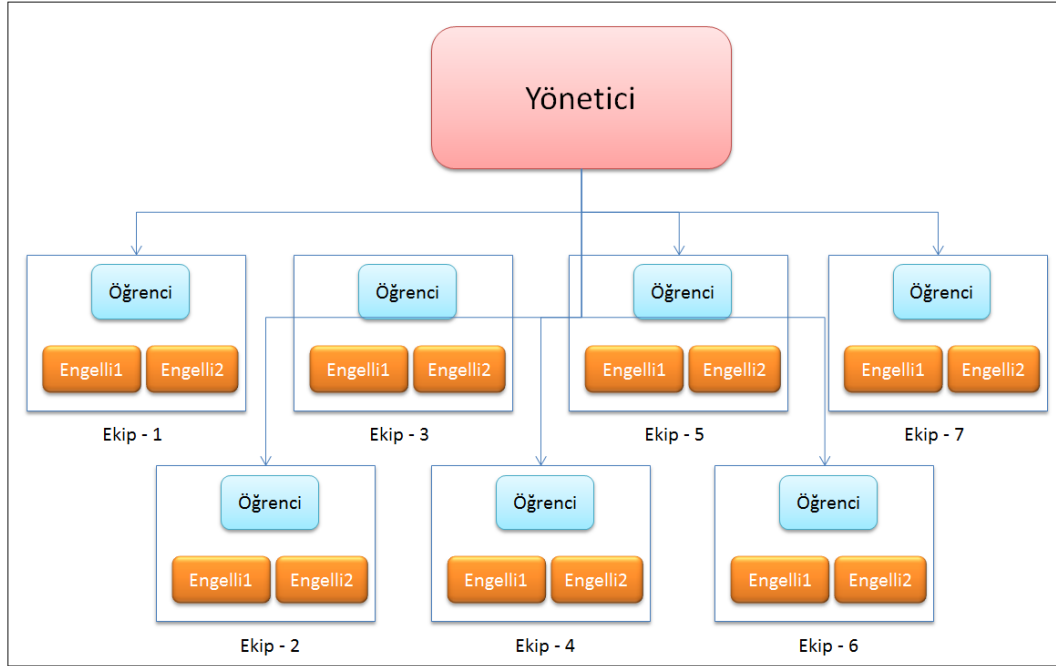 Yönetici
Öğrenci
Engelli1 Engelli2
Ekip - 1
Öğrenci
Engelli1 Engelli2
Ekip - 3
Öğrenci
Engelli1 Engelli2
Ekip - 5
Öğrenci
Engelli1 Engelli2
Ekip - 7
Öğrenci
Engelli1 Engelli2
Ekip - 2
Öğrenci
Engelli1 Engelli2
Ekip - 4
Öğrenci
Engelli1 Engelli2
Ekip - 6